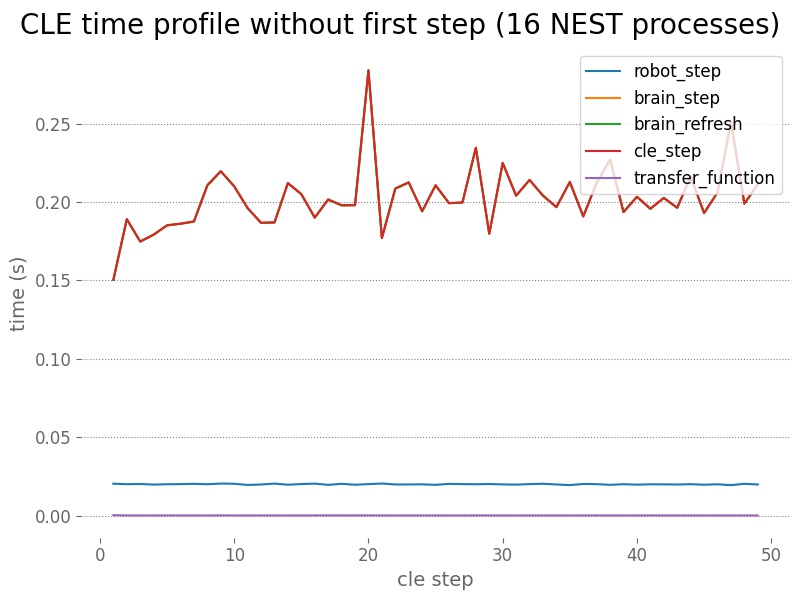 CLE time profile without first step (16 NEST processes)
robot_step
brain_step
brain_refresh
cle_step
transfer_function
0.25
0.20
0.15
0.10
0.05
0.00
time (s)
0 10 20 30 40 50
cle step